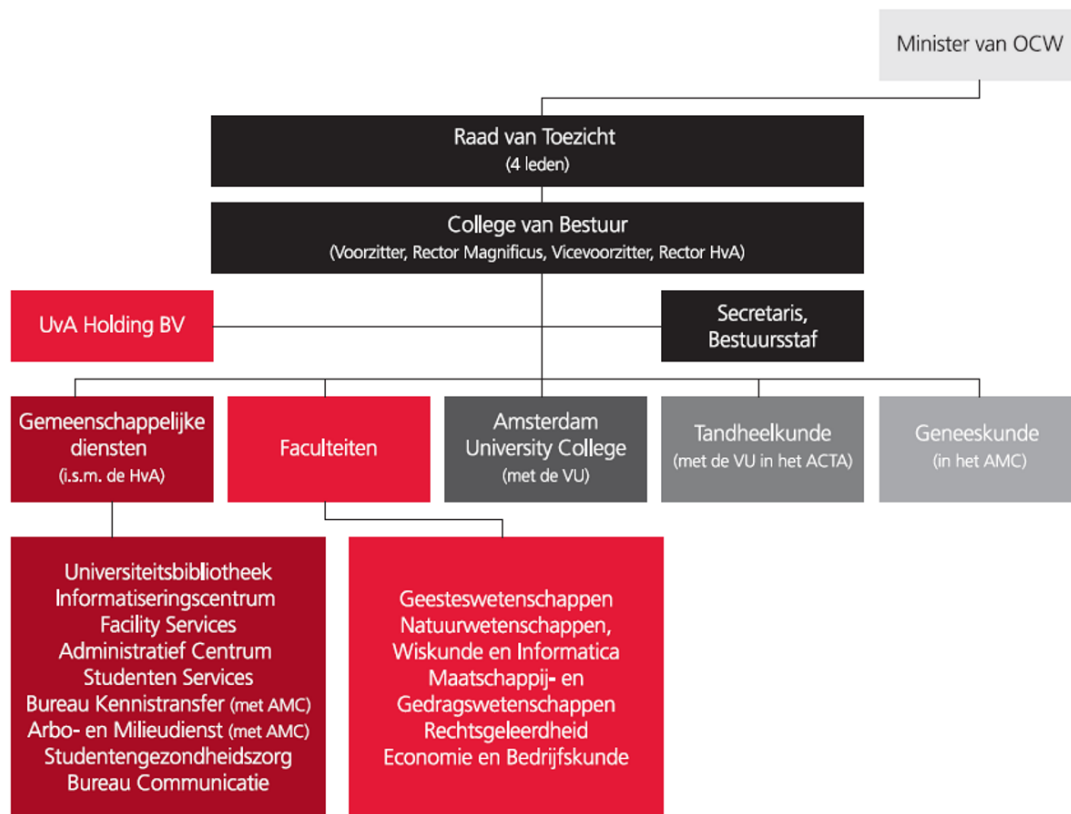 Minister van OCW
Raad van Toezicht
(4 leden)
College van Bestuur
(Voorzitter, Rector Magnificus, Vicevoorzitter, Rector HvA)
UvA Holding BV
Secretaris,
Bestuursstaf
Gemeenschappelijke
diensten
(i.s.m. de HvA)
Faculteiten
Amsterdam
University College
(met de VU)
Tandheelkunde
(met de VU in het ACTA)
Geneeskunde
(in het AMC)
Universiteitsbibliotheek
Informatiseringscentrum
Facility Services
Administratief Centrum
Studenten Services
Bureau Kennistransfer (met AMC)
Arbo- en Milieudienst (met AMC)
Studentengezondheidszorg
Bureau Communicatie
Geesteswetenschappen
Natuurwetenschappen,
Wiskunde en Informatica
Maatschappij- en
Gedragswetenschappen
Rechtsgeleerdheid
Economie en Bedrijfskunde